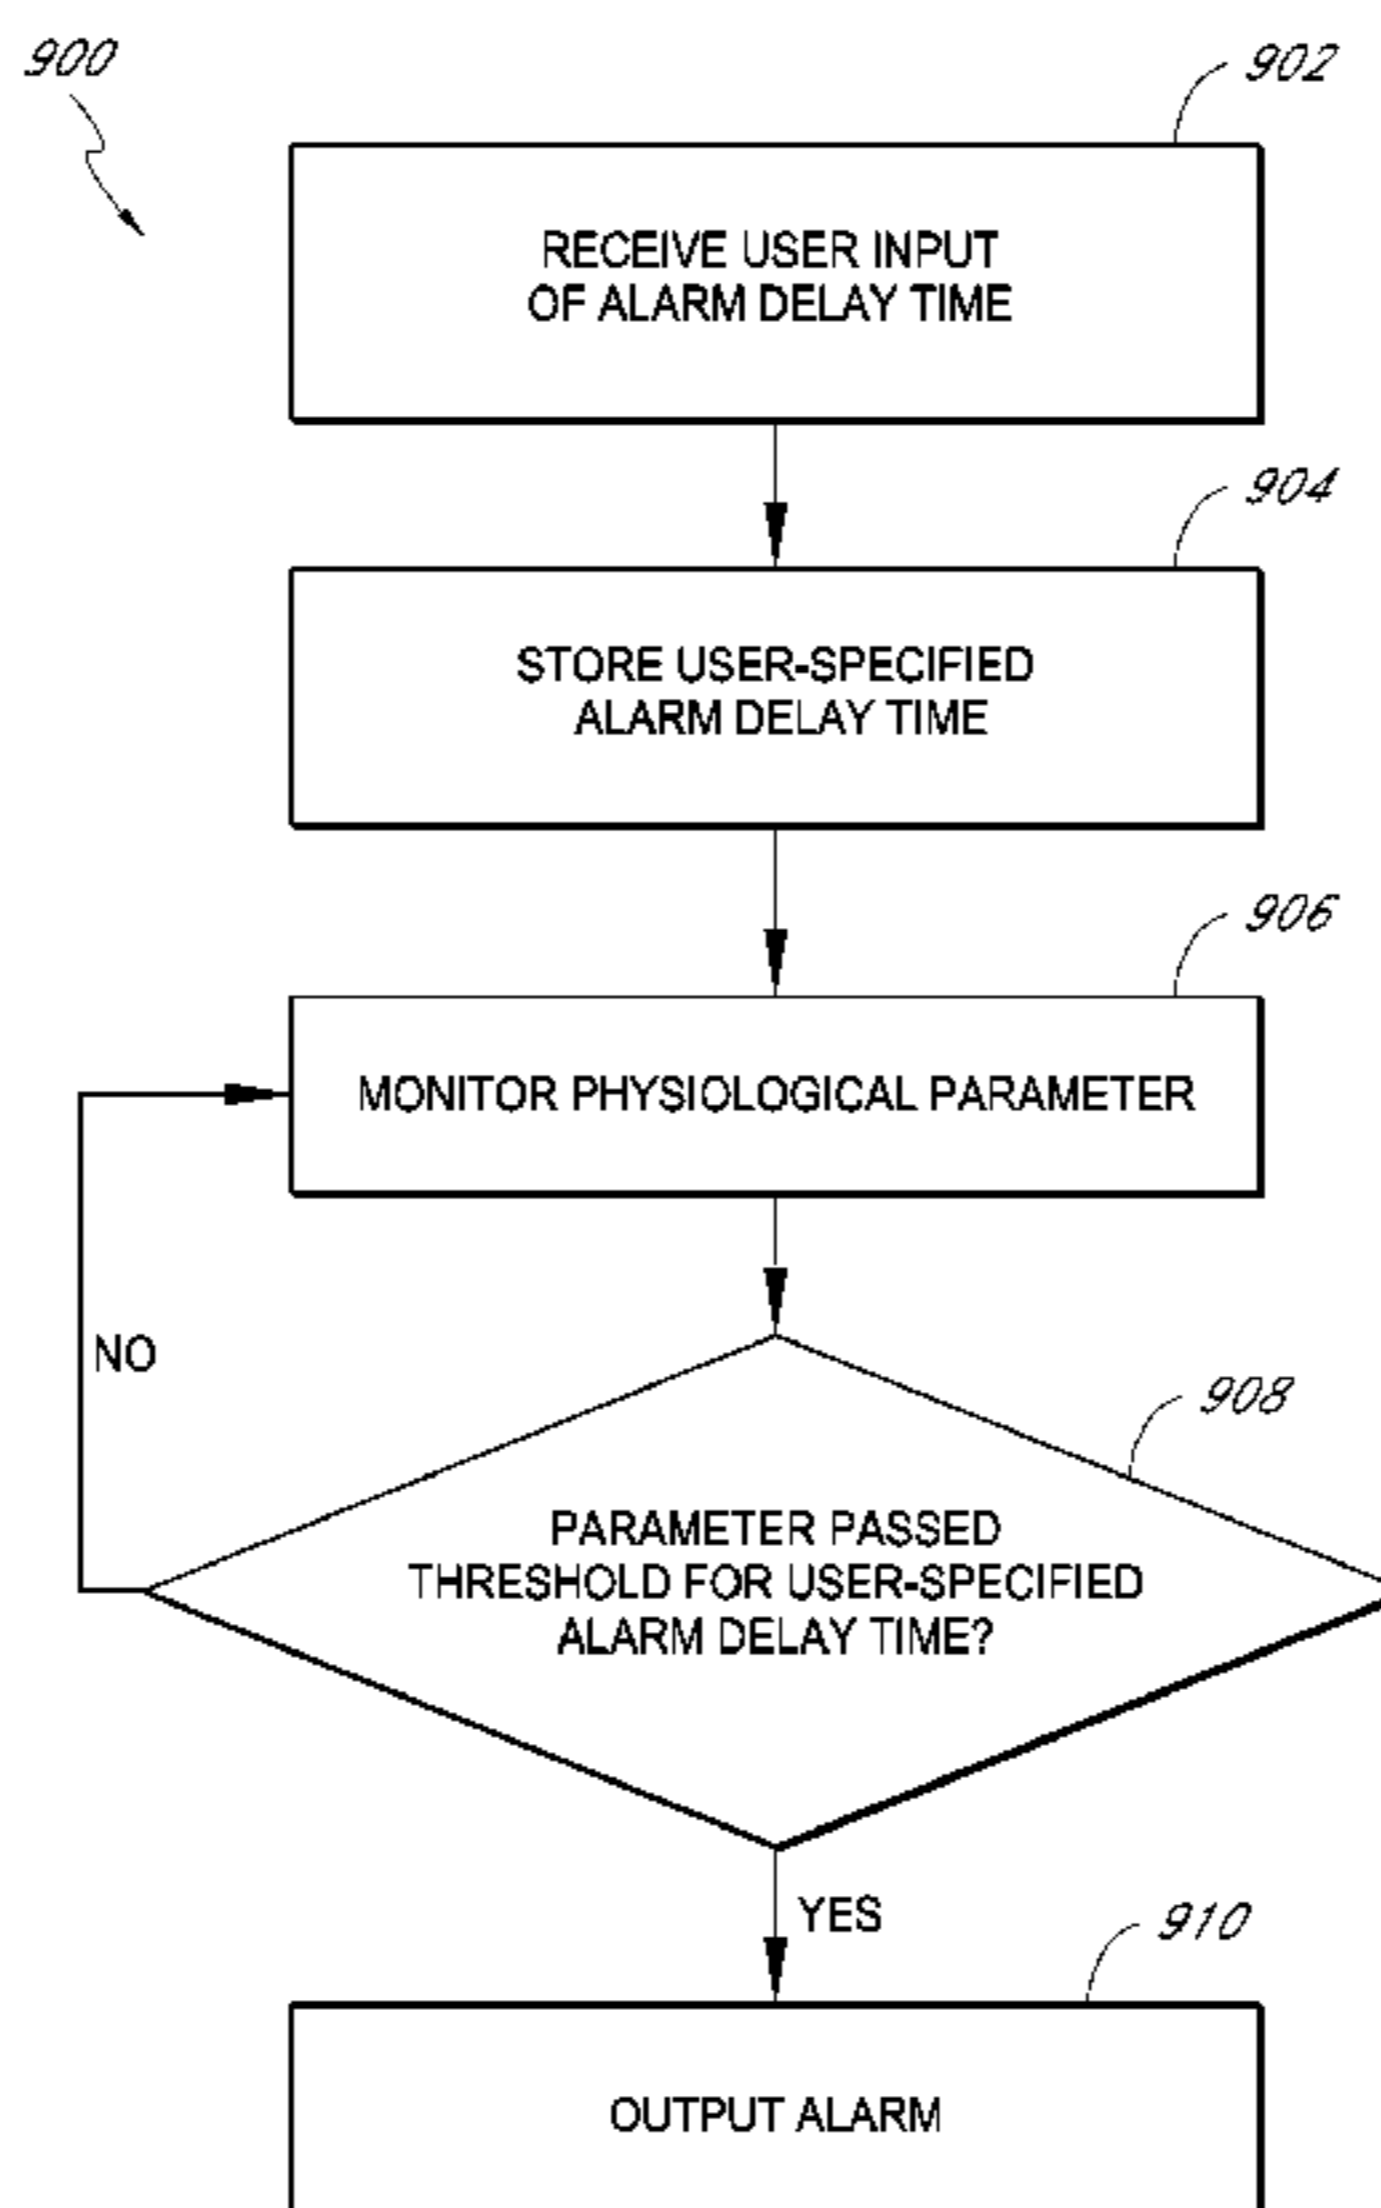 900
902
RECEIVE USER INPUT
OF ALARM DELAY TIME
904
STORE USER-SPECIFIED
ALARM DELAY TIME
906
MONITOR PHYSIOLOGICAL PARAMETER
NO
908
PARAMETER PASSED
THRESHOLD FOR USER-SPECIFIED
ALARM DELAY TIME?
YES
910
OUTPUT ALARM